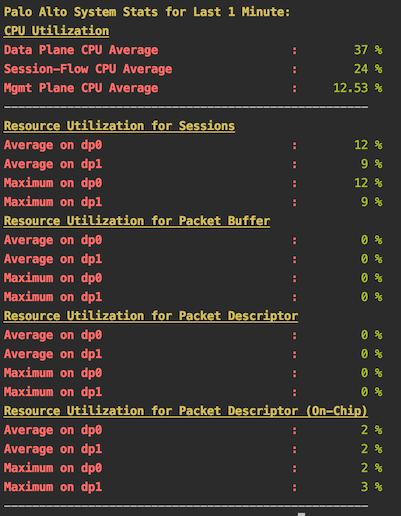 Palo Alto System Stats for Last 1 Minute:
CPU Utilization
Data Plane CPU Average : 37 %
Session-Flow CPU Average : 24 %
Mgmt Plane CPU Average : 12.53 %
Resource Utilization for Sessions
Average on dp0 : 12 %
Average on dp1 : 9 %
Maximum on dp0 : 12 %
Maximum on dp1 : 9 %
Resource Utilization for Packet Buffer
Average on dp0 : 0 %
Average on dp1 : 0 %
Maximum on dp0 : 0 %
Maximum on dp1 : 0 %
Resource Utilization for Packet Descriptor
Average on dp0 : 0 %
Average on dp1 : 0 %
Maximum on dp0 : 0 %
Maximum on dp1 : 0 %
Resource Utilization for Packet Descriptor (On-Chip)
Average on dp0 : 2 %
Average on dp1 : 2 %
Maximum on dp0 : 2 %
Maximum on dp1 : 3 %